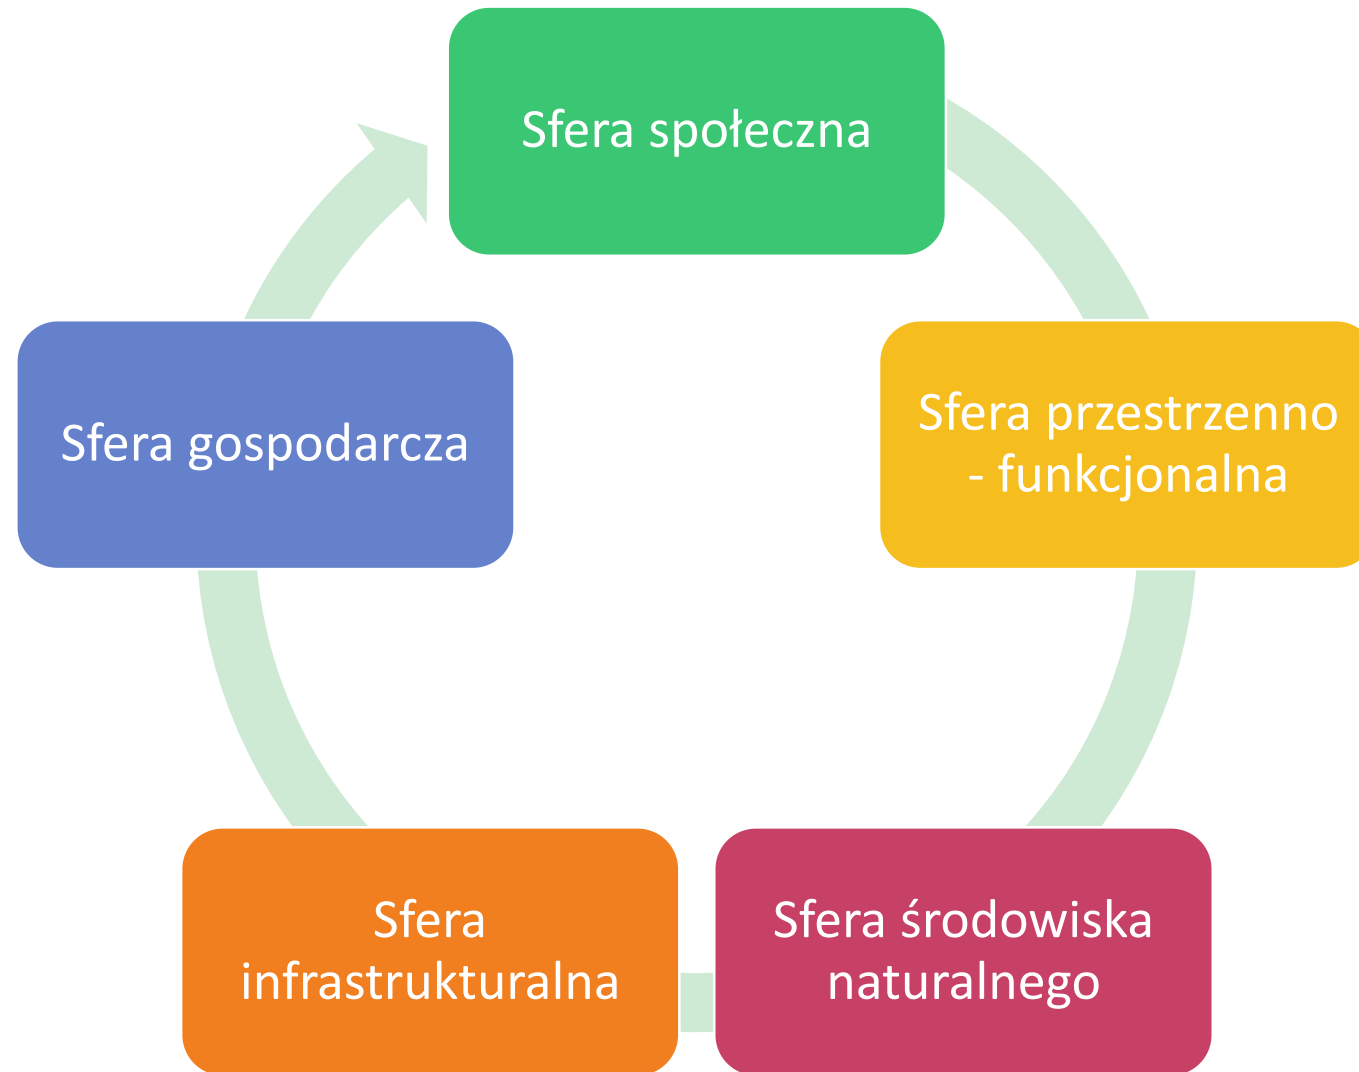 Sfera społeczna
Sfera przestrzenno
- funkcjonalna
Sfera środowiska
naturalnego
Sfera
infrastrukturalna
Sfera gospodarcza